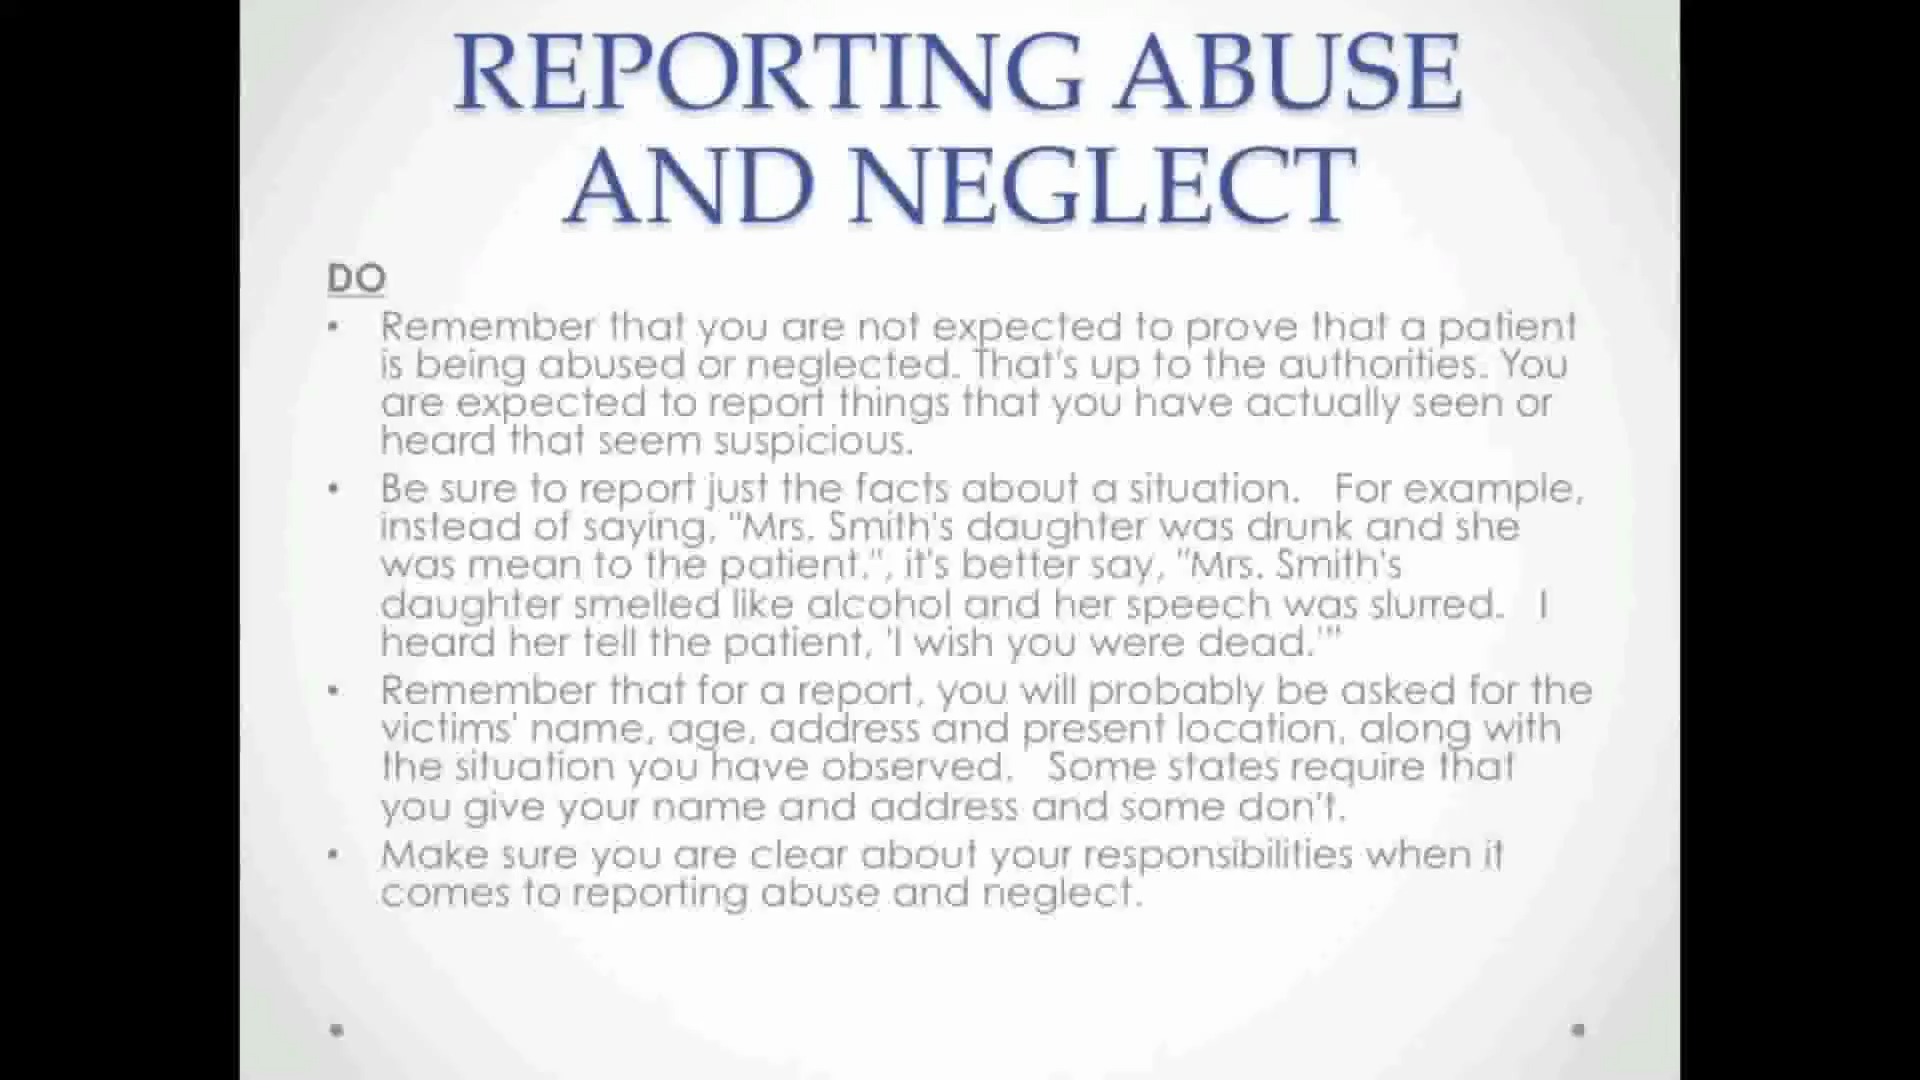 REPORTING ABUSE
AND NEGLECT
DO
• Remember that you are not expected to prove that a patient
is being abused or neglected. That's up to the authorities. You
are expected to report things that you have actually seen or
heard that seem suspicious.
• Be sure to report just the facts about a situation. For example,
instead of saying, "Mrs. Smith's daughter was drunk and she
was mean to the patient.", it's better say, "Mrs. Smith's
daughter smelled like alcohol and her speech was slurred. I
heard her tell the patient, 'I wish you were dead.'"
• Remember that for a report, you will probably be asked for the
victims' name, age, address and present location, along with
the situation you have observed. Some states require that
you give your name and address and some don't.
• Make sure you are clear about your responsibilities when it
comes to reporting abuse and neglect.